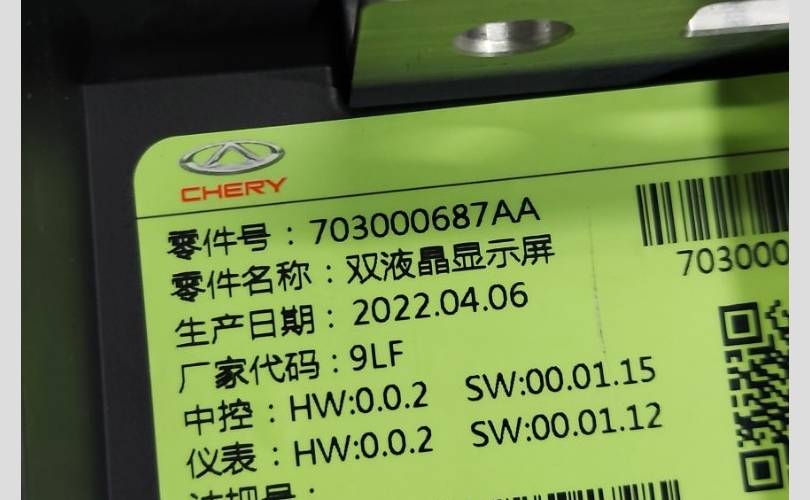 CHERY
零件号：703000687AA
零件名称：双液晶显示屏
703000
生产日期：2022.04.06
厂家代码：9LF
中控：HW:0.0.2 SW:00.01.15
仪表：HW:0.0.2 SW:00.01.12